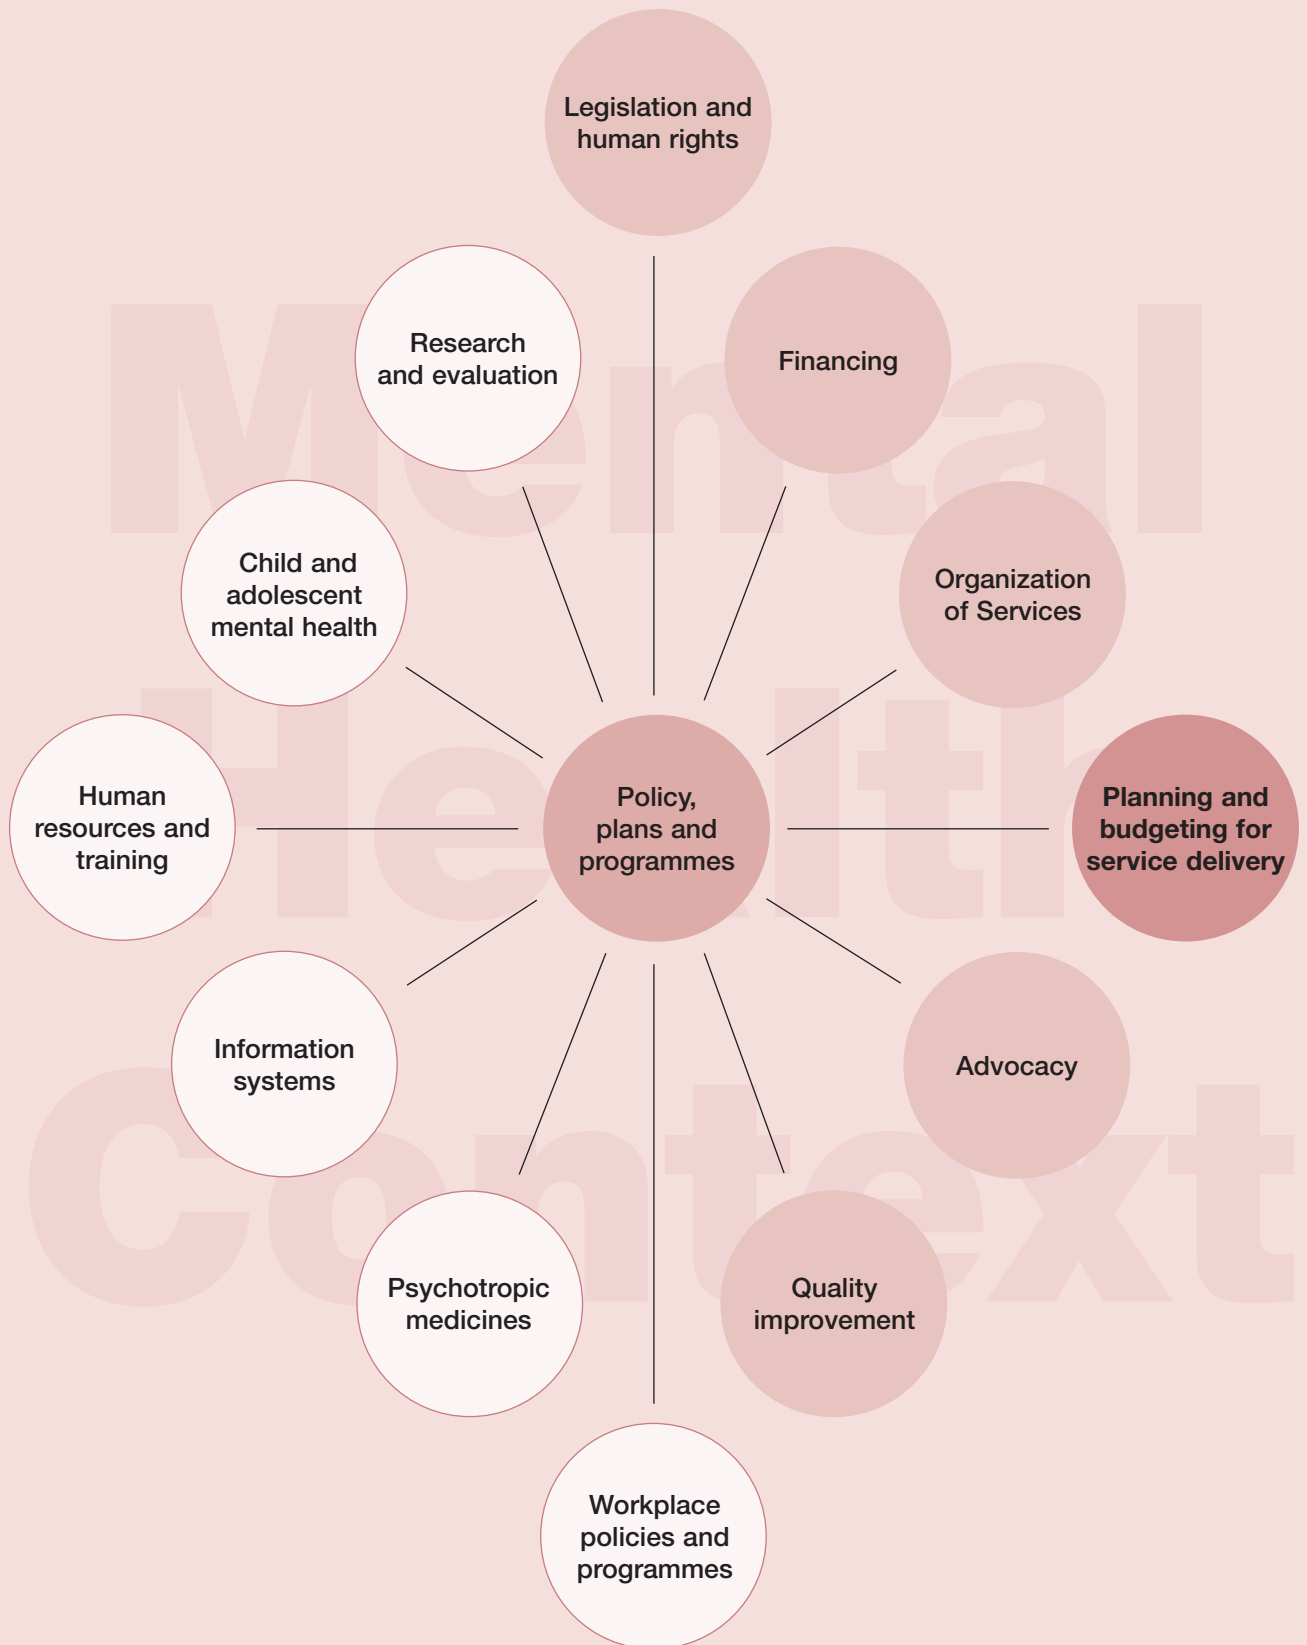 Legislation and
human rights
Financing
Organization
of Services
Planning and
budgeting for
service delivery
Advocacy
Quality
improvement
Workplace
policies and
programmes
Psychotropic
medicines
Information
systems
Human
resources and
training
Child and
adolescent
mental health
Research
and evaluation
Policy,
plans and
programmes
Mental
Health
Context